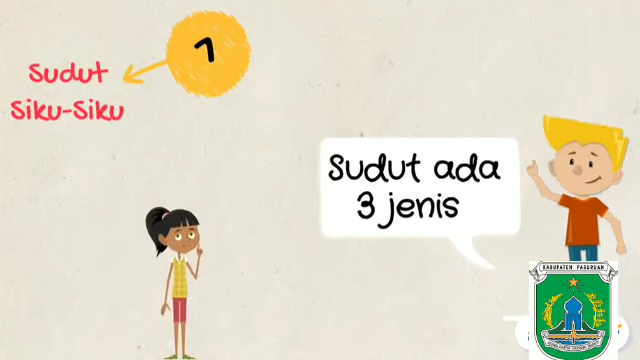 1
Sudut
Siku-Siku
Sudut ada
3 jenis
KABUPATEN PASURUAN